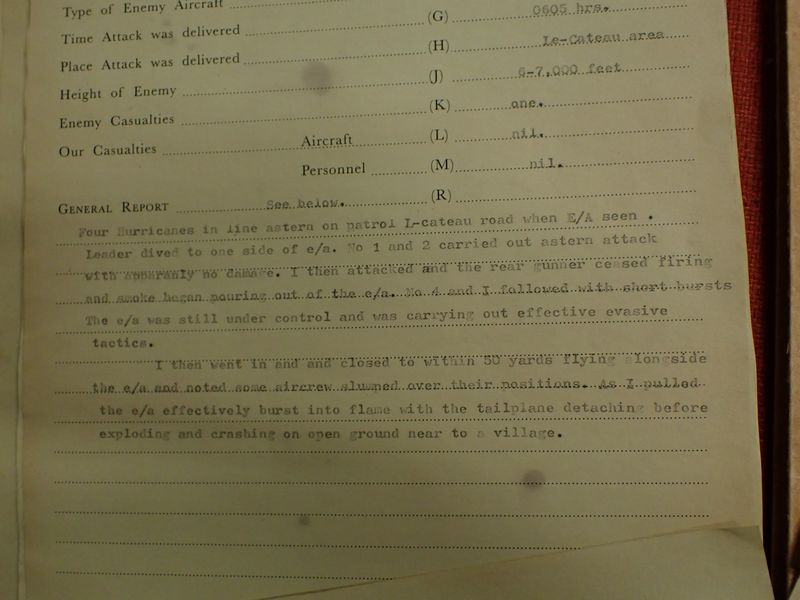 Type of Enemy Aircraft
Time Attack was delivered (G) 0605 hrs.
Place Attack was delivered (H) Le-Cateau area
Height of Enemy (J) 6-7,000 feet
Enemy Casualties (K) one.
Our Casualties Aircraft (L) nil.
Personnel (M) nil.
GENERAL REPORT See below. (R)
Four Hurricanes in line astern on patrol L-cateau road when E/A seen .
Leader dived to one side of e/a. No 1 and 2 carried out astern attack
with no damage. I then attacked and the rear gunner ceased firing
and smoke began pouring out of the e/a. No.4 and I followed with short bursts
The e/a was still under control and was carrying out effective evasive
tactics.
I then went in and and closed to within 50 yards flying alongside
the e/a and noted some aircrew slumped over their positions. As I pulled
the e/a effectively burst into flame with the tailplane detaching before
exploding and crashing on open ground near to a village.